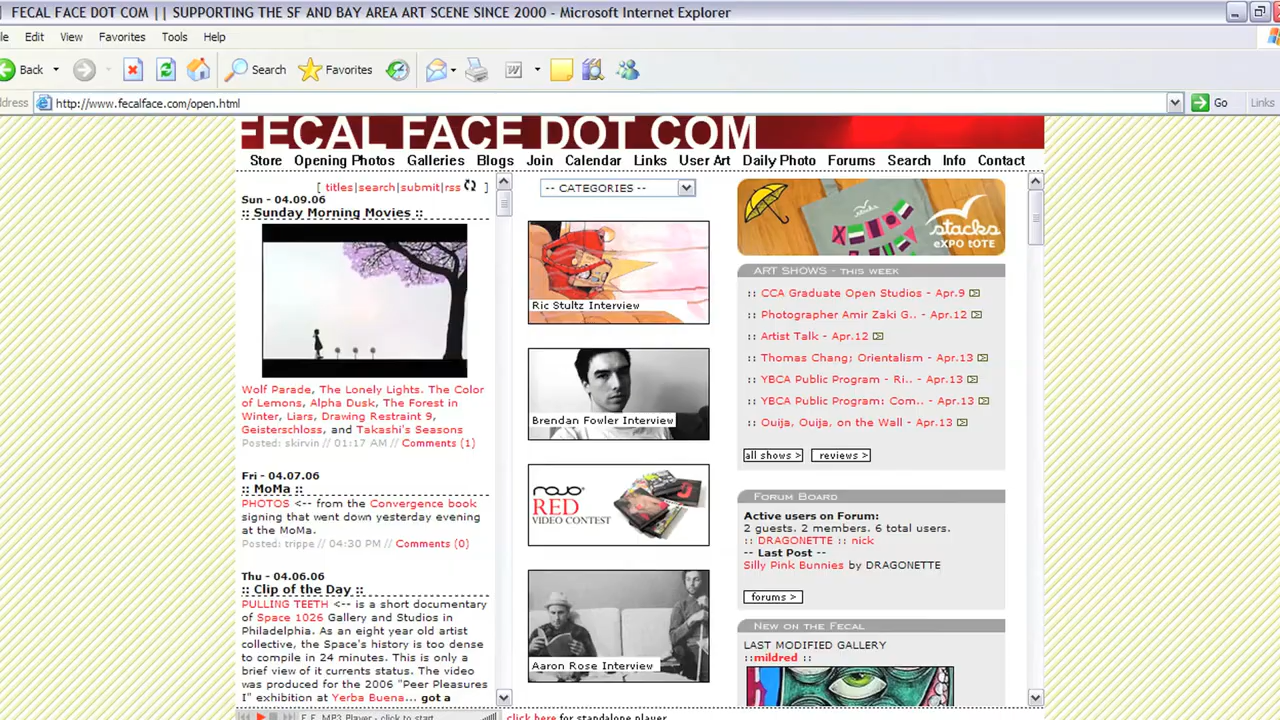 FECAL FACE DOT COM || SUPPORTING THE SF AND BAY AREA ART SCENE SINCE 2000 - Microsoft Internet Explorer
le Edit View Favorites Tools Help
Back Search Favorites
ddress http://www.fecalface.com/open.html Go Links
FECAL FACE DOT COM
Store Opening Photos Galleries Blogs Join Calendar Links User Art Daily Photo Forums Search Info Contact
[ titles|search|submit|rss ]
Sun - 04.09.06
:: Sunday Morning Movies ::
Wolf Parade, The Lonely Lights. The Color
of Lemons, Alpha Dusk, The Forest in
Winter, Liars, Drawing Restraint 9,
Geisterschloss, and Takashi's Seasons
Posted: skirvin // 01:17 AM // Comments (1)
Fri - 04.07.06
:: MoMa ::
PHOTOS <-- from the Convergence book
signing that went down yesterday evening
at the MoMa.
Posted: trippe // 04:30 PM // Comments (0)
Thu - 04.06.06
:: Clip of the Day ::
PULLING TEETH <-- is a short documentary
of Space 1026 Gallery and Studios in
Philadelphia. As an eight year old artist
collective, the Space's history is too dense
to compile in 24 minutes. This is only a
brief view of it currents status. The video
was produced for the 2006 "Peer Pleasures
I" exhibition at Yerba Buena... got a
-- CATEGORIES --
Ric Stultz Interview
Brendan Fowler Interview
RED
VIDEO CONTEST
Aaron Rose Interview
stacks
eXPO tOTE
ART SHOWS - THIS WEEK
:: CCA Graduate Open Studios - Apr.9
:: Photographer Amir Zaki G.. - Apr.12
:: Artist Talk - Apr.12
:: Thomas Chang; Orientalism - Apr.13
:: YBCA Public Program - Ri.. - Apr.13
:: YBCA Public Program: Com.. - Apr.13
:: Ouija, Ouija, on the Wall - Apr.13
all shows > reviews >
FORUM BOARD
Active users on Forum:
2 guests. 2 members. 6 total users.
:: DRAGONETTE :: nick
-- Last Post --
Silly Pink Bunnies by DRAGONETTE
forums >
NEW ON THE FECAL
LAST MODIFIED GALLERY
::mildred ::
F.F. MP3 Player - click to start
click here for standalone player